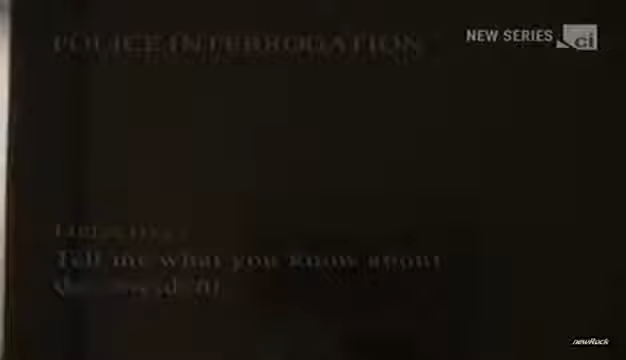 POLICE INTERROGATION
NEW SERIES
ci
Tell me what you know about
newRock